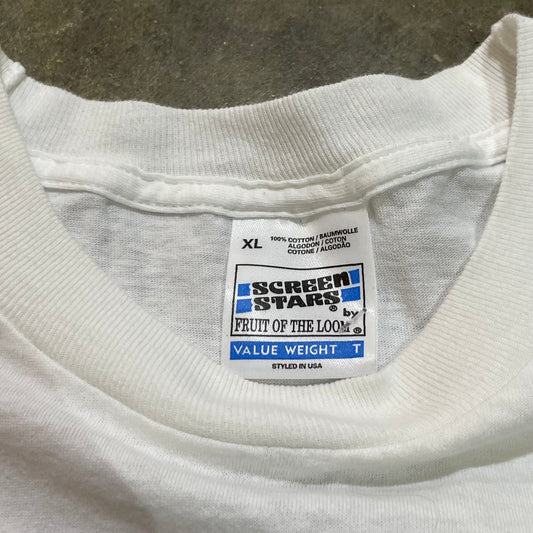 XL
100% COTTON / BAUMWOLLE
ALGODON / COTON
COTONE / ALGODÃO
SCREEN
STARS® by
FRUIT OF THE LOOM®
VALUE WEIGHT T
STYLED IN USA